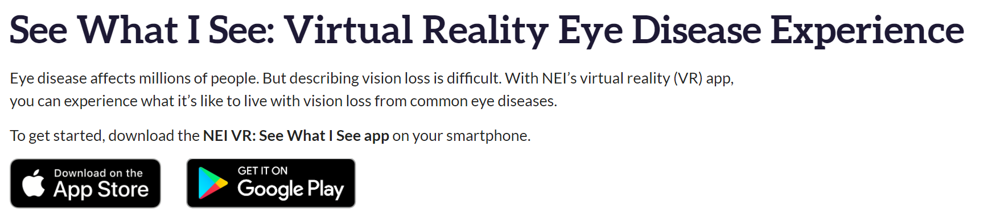 See What I See: Virtual Reality Eye Disease Experience
Eye disease affects millions of people. But describing vision loss is difficult. With NEI’s virtual reality (VR) app,
you can experience what it’s like to live with vision loss from common eye diseases.
To get started, download the NEI VR: See What I See app on your smartphone.
Download on the
App Store
GET IT ON
Google Play